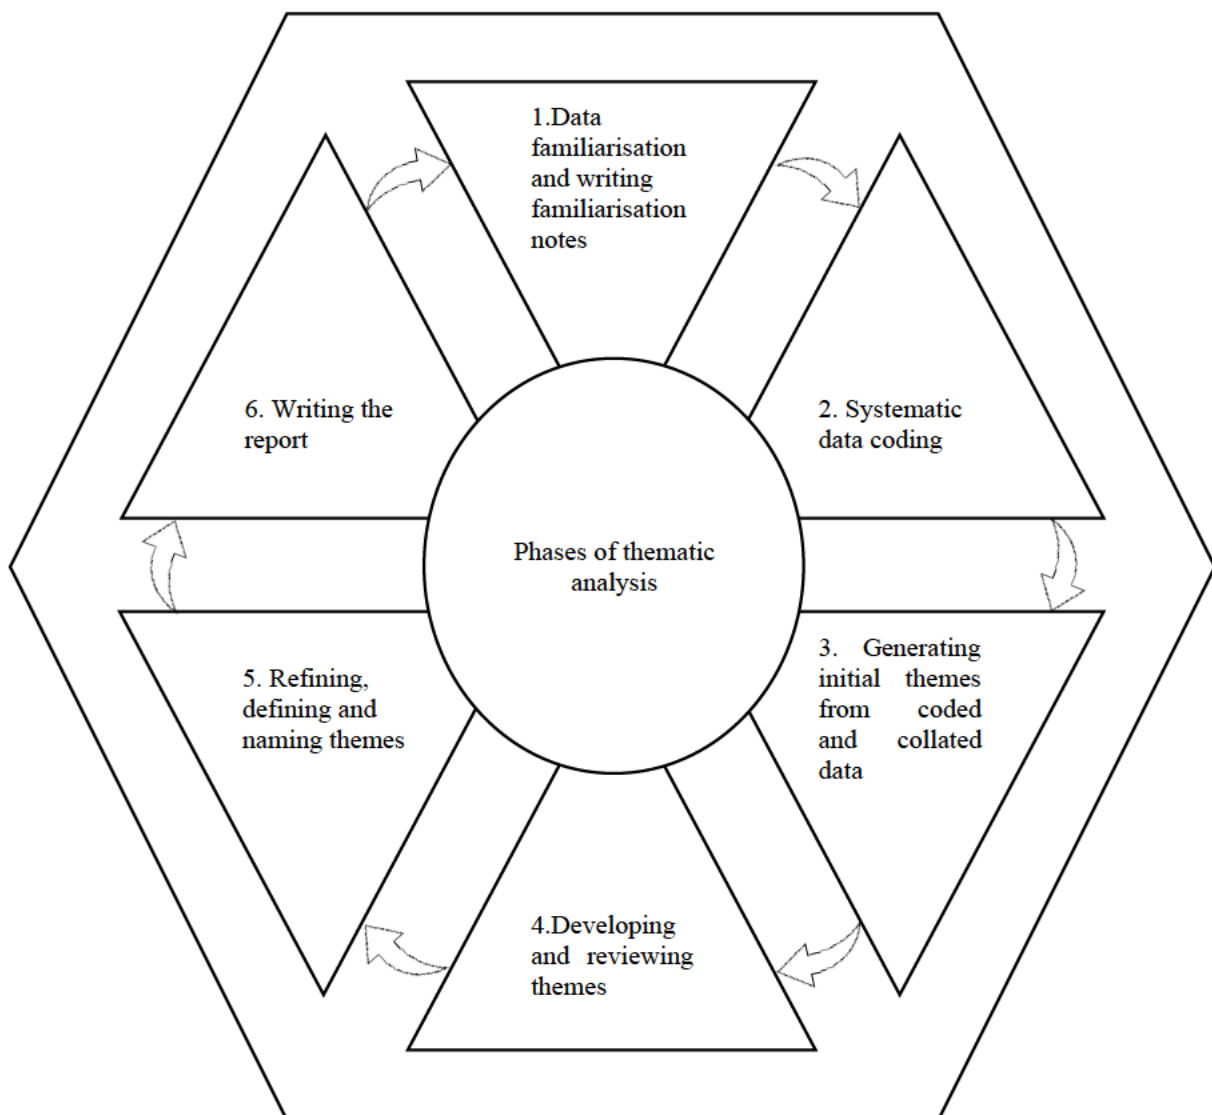 1.Data
familiarisation
and writing
familiarisation
notes
2. Systematic
data coding
3. Generating
initial themes
from coded
and collated
data
4.Developing
and reviewing
themes
5. Refining,
defining and
naming themes
6. Writing the
report
Phases of thematic
analysis